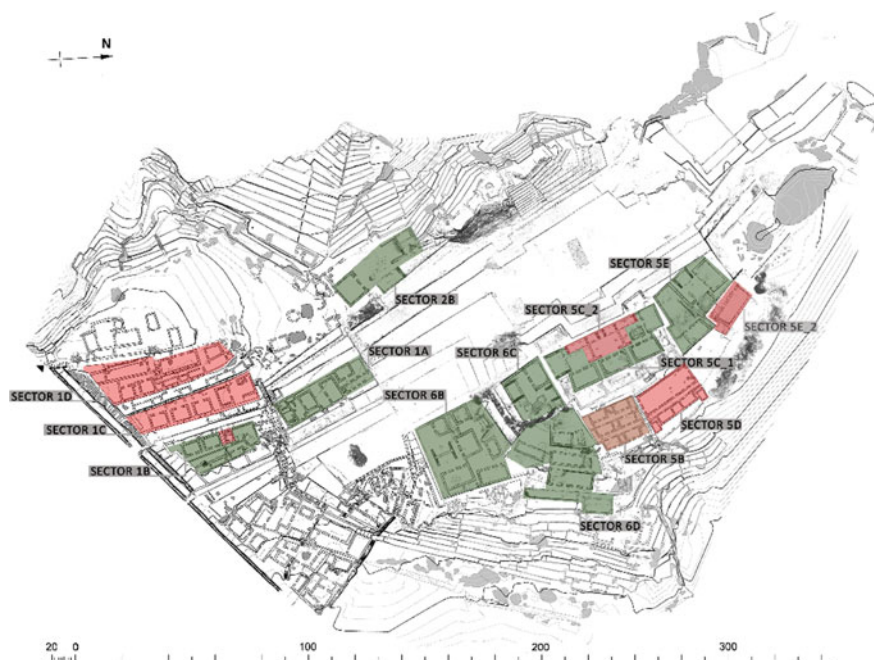 N
SECTOR 5E
SECTOR 2B
SECTOR 5C_2
SECTOR 5E_2
SECTOR 1A
SECTOR 6C
SECTOR 5C_1
SECTOR 1D
SECTOR 6B
SECTOR 5D
SECTOR 1C
SECTOR 5B
SECTOR 1B
SECTOR 6D
20 0 100 200 300